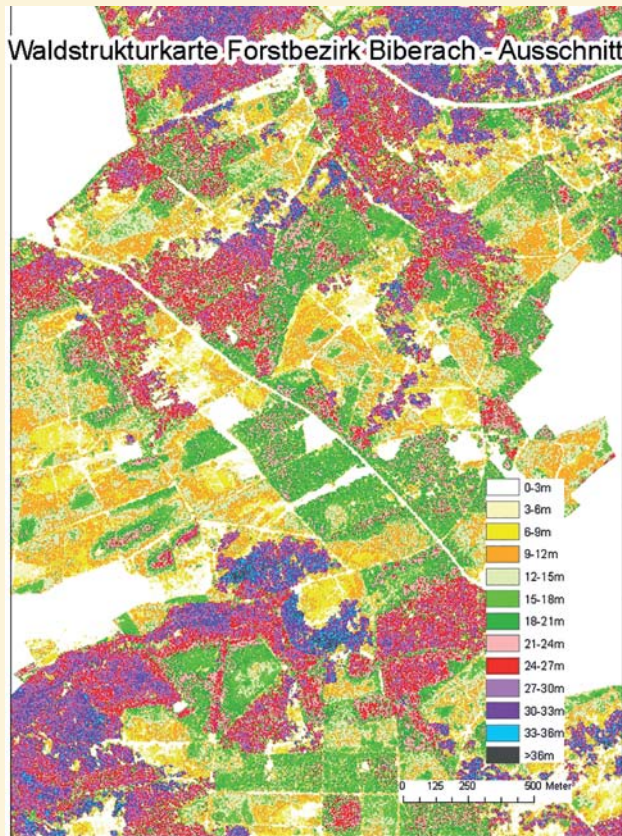 Waldstrukturkarte Forstbezirk Biberach - Ausschnitt
0-3m
3-6m
6-9m
9-12m
12-15m
15-18m
18-21m
21-24m
24-27m
27-30m
30-33m
33-36m
>36m
0 125 250 500 Meter